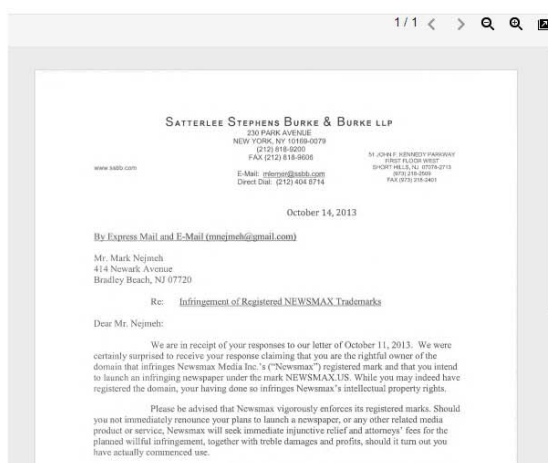 1 / 1
SATTERLEE STEPHENS BURKE & BURKE LLP
230 PARK AVENUE
NEW YORK, NY 10169-0079
(212) 818-9200
FAX (212) 818-9606
www.ssbb.com
E-Mail: mlerner@ssbb.com
Direct Dial: (212) 404 8714
51 JOHN F. KENNEDY PARKWAY
FIRST FLOOR WEST
SHORT HILLS, NJ 07078-2713
(973) 218-2509
FAX (973) 218-2401
October 14, 2013
By Express Mail and E-Mail (mnejmeh@gmail.com)
Mr. Mark Nejmeh
414 Newark Avenue
Bradley Beach, NJ 07720
Re: Infringement of Registered NEWSMAX Trademarks
Dear Mr. Nejmeh:
We are in receipt of your responses to our letter of October 11, 2013. We were
certainly surprised to receive your response claiming that you are the rightful owner of the
domain that infringes Newsmax Media Inc.'s ("Newsmax") registered mark and that you intend
to launch an infringing newspaper under the mark NEWSMAX.US. While you may indeed have
registered the domain, your having done so infringes Newsmax's intellectual property rights.
Please be advised that Newsmax vigorously enforces its registered marks. Should
you not immediately renounce your plans to launch a newspaper, or any other related media
product or service, Newsmax will seek immediate injunctive relief and attorneys' fees for the
planned willful infringement, together with treble damages and profits, should it turn out you
have actually commenced use.